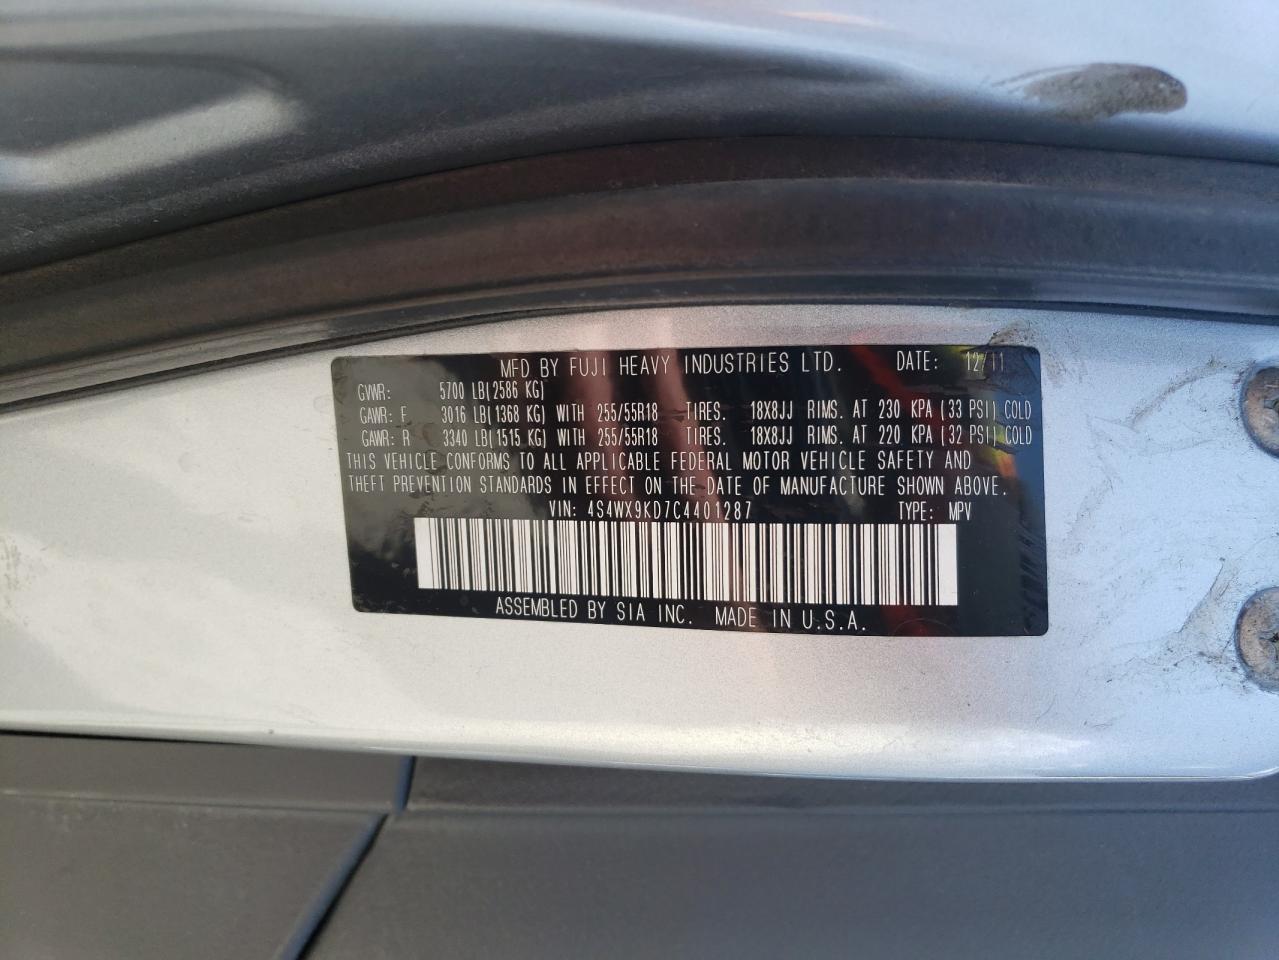 MFD BY FUJI HEAVY INDUSTRIES LTD. DATE: 12/11
GVWR: 5700 LB(2586 KG)
GAWR: F. 3016 LB(1368 KG) WITH 255/55R18 TIRES. 18X8JJ RIMS. AT 230 KPA (33 PSI) COLD
GAWR: R 3340 LB(1515 KG) WITH 255/55R18 TIRES. 18X8JJ RIMS. AT 220 KPA (32 PSI) COLD
THIS VEHICLE CONFORMS TO ALL APPLICABLE FEDERAL MOTOR VEHICLE SAFETY AND
THEFT PREVENTION STANDARDS IN EFFECT ON THE DATE OF MANUFACTURE SHOWN ABOVE.
VIN: 4S4WX9KD7C4401287 TYPE: MPV
ASSEMBLED BY SIA INC. MADE IN U.S.A.